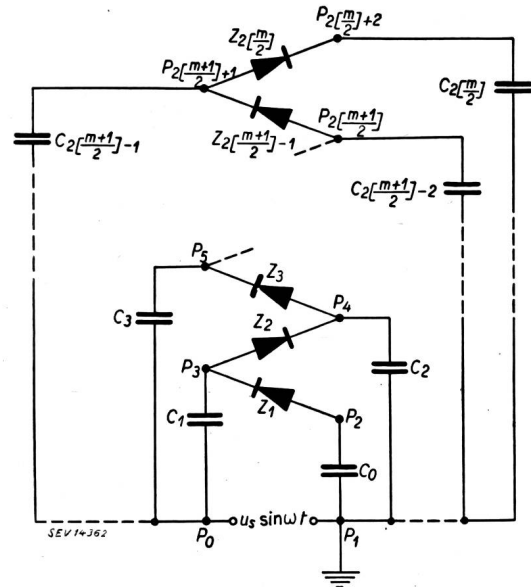 P₂[m/2]+2
Z₂[m/2]
P₂[m+1/2]+1
C₂[m/2]
P₂[m+1/2]
Z₂[m+1/2]-1
C₂[m+1/2]-1
C₂[m+1/2]-2
P₅
Z₃
P₄
C₃
Z₂
P₃
C₂
C₁
Z₁
P₂
C₀
uₛ sinωt
SEV14362
P₀
P₁